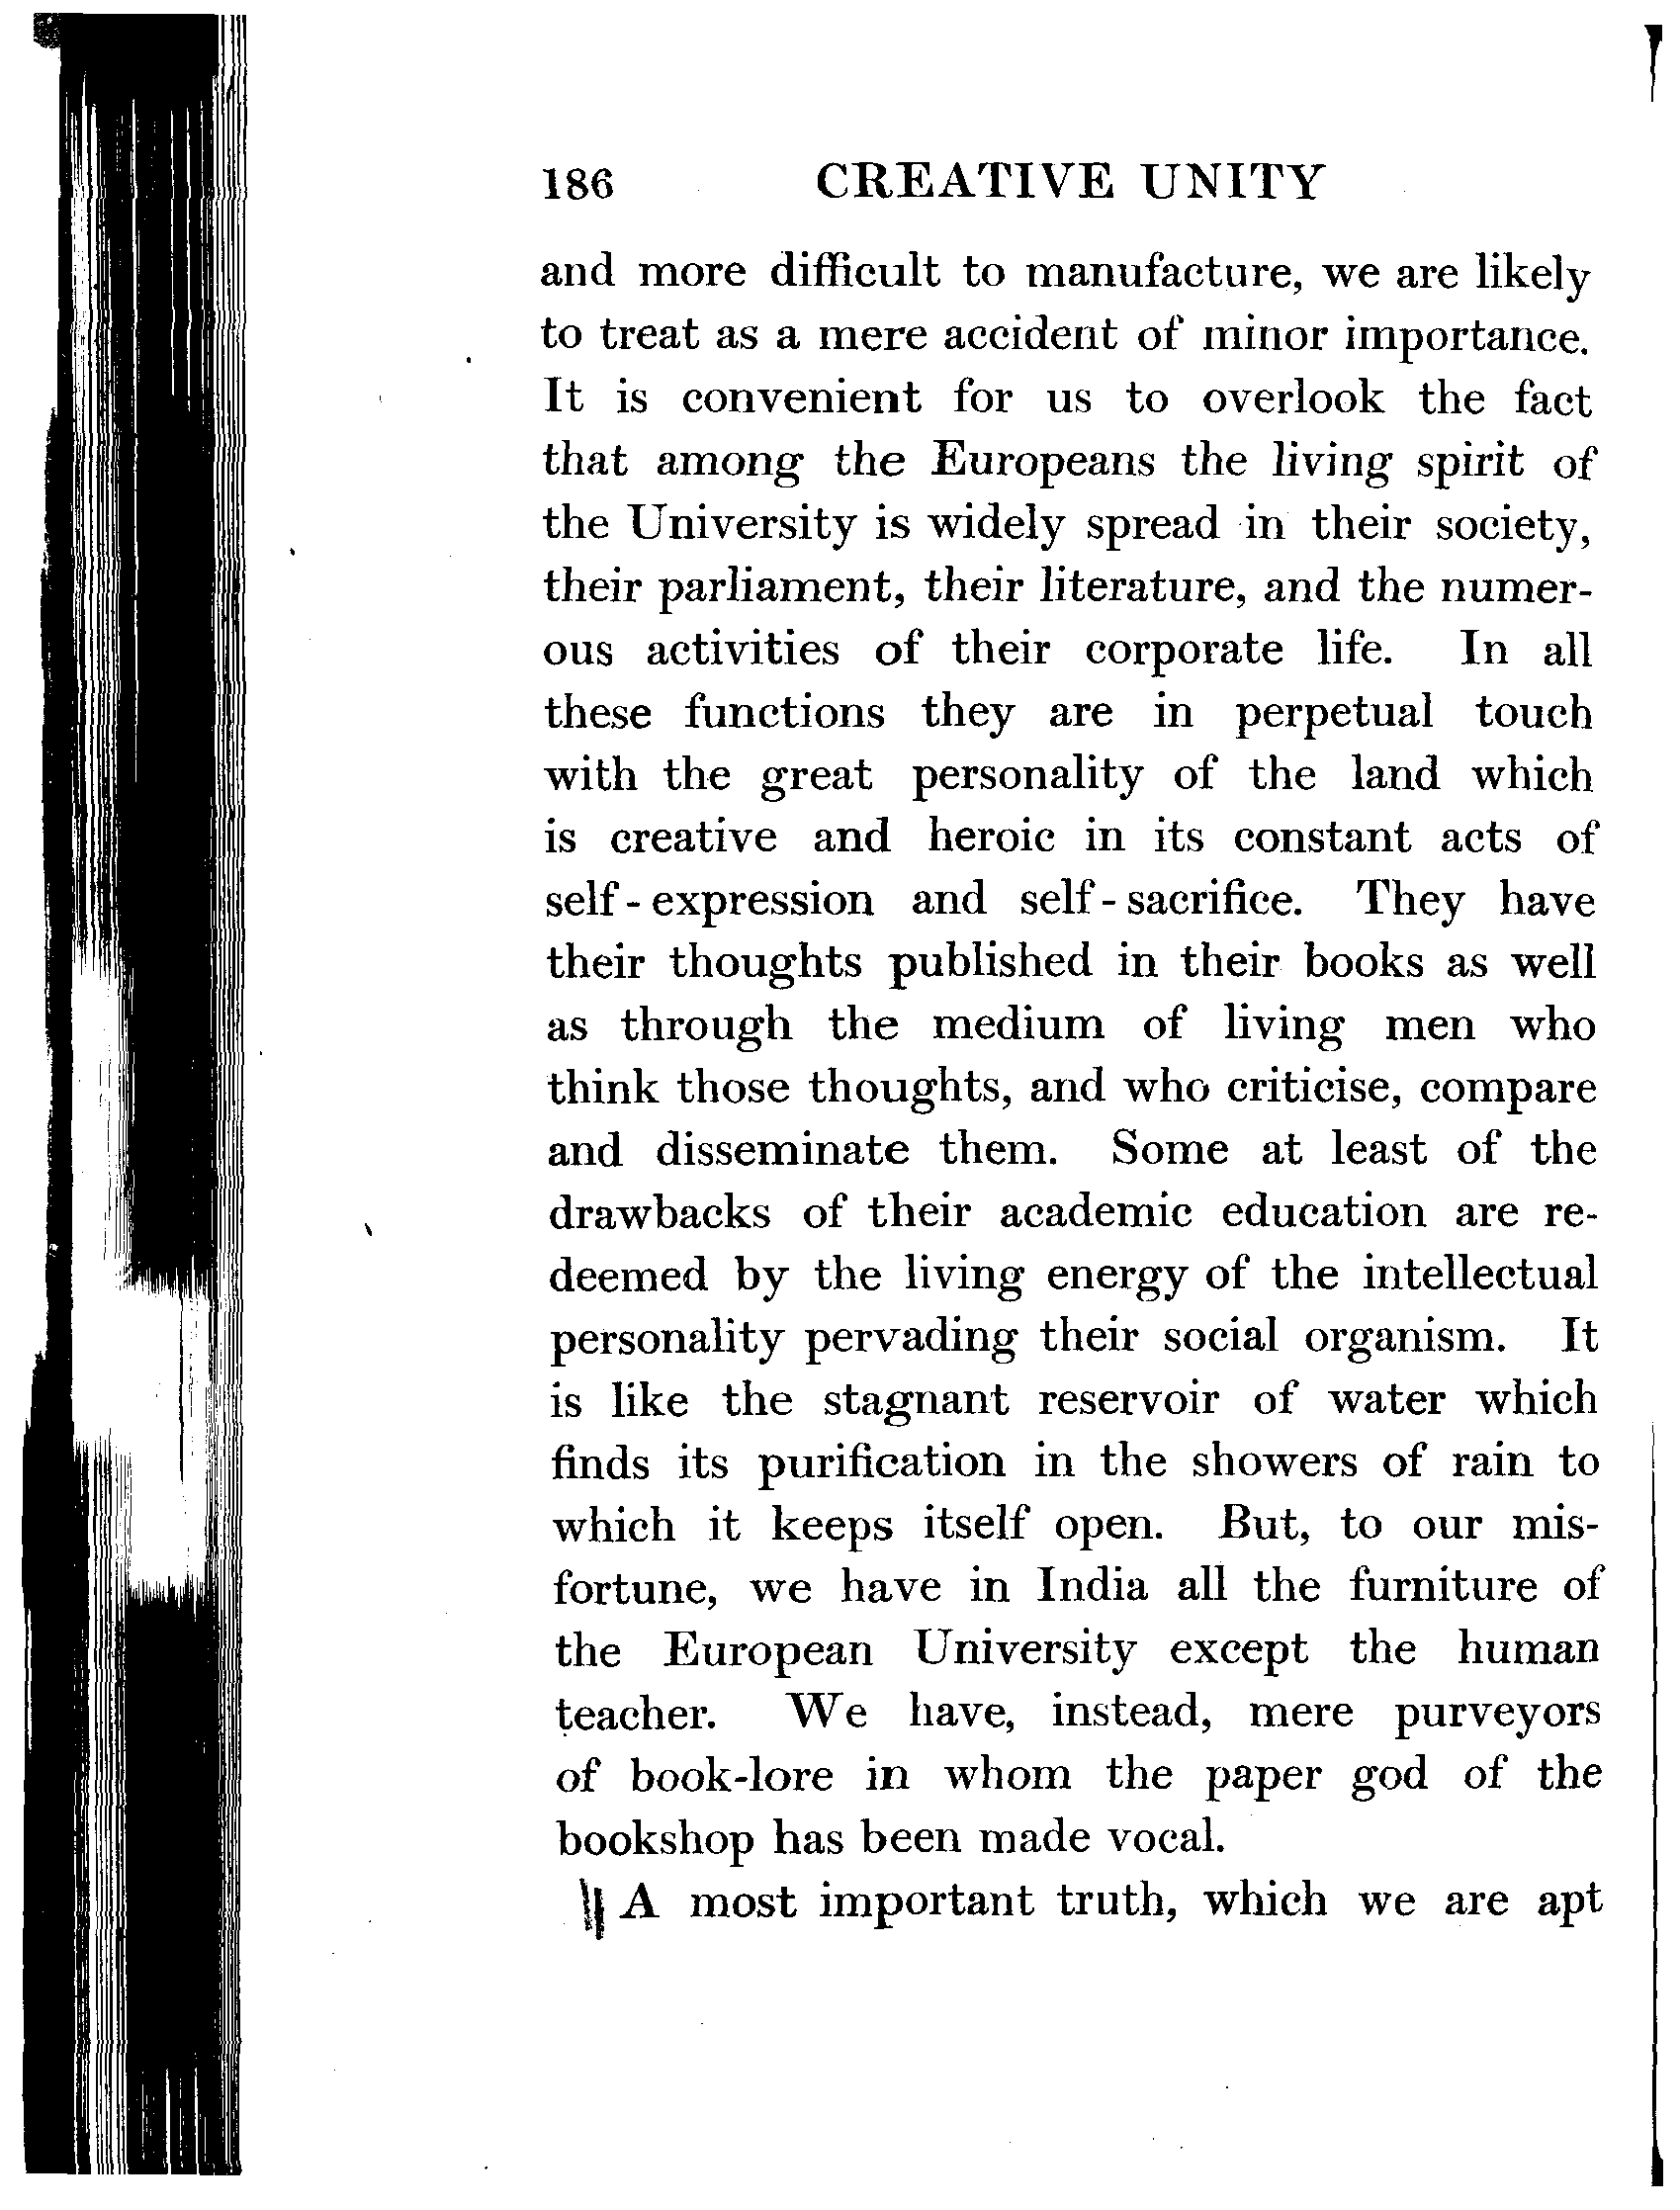 186 CREATIVE UNITY
and more difficult to manufacture, we are likely
to treat as a mere accident of minor importance.
It is convenient for us to overlook the fact
that among the Europeans the living spirit of
the University is widely spread in their society,
their parliament, their literature, and the numer-
ous activities of their corporate life. In all
these functions they are in perpetual touch
with the great personality of the land which
is creative and heroic in its constant acts of
self-expression and self-sacrifice. They have
their thoughts published in their books as well
as through the medium of living men who
think those thoughts, and who criticise, compare
and disseminate them. Some at least of the
drawbacks of their academic education are re-
deemed by the living energy of the intellectual
personality pervading their social organism. It
is like the stagnant reservoir of water which
finds its purification in the showers of rain to
which it keeps itself open. But, to our mis-
fortune, we have in India all the furniture of
the European University except the human
teacher. We have, instead, mere purveyors
of book-lore in whom the paper god of the
bookshop has been made vocal.
A most important truth, which we are apt